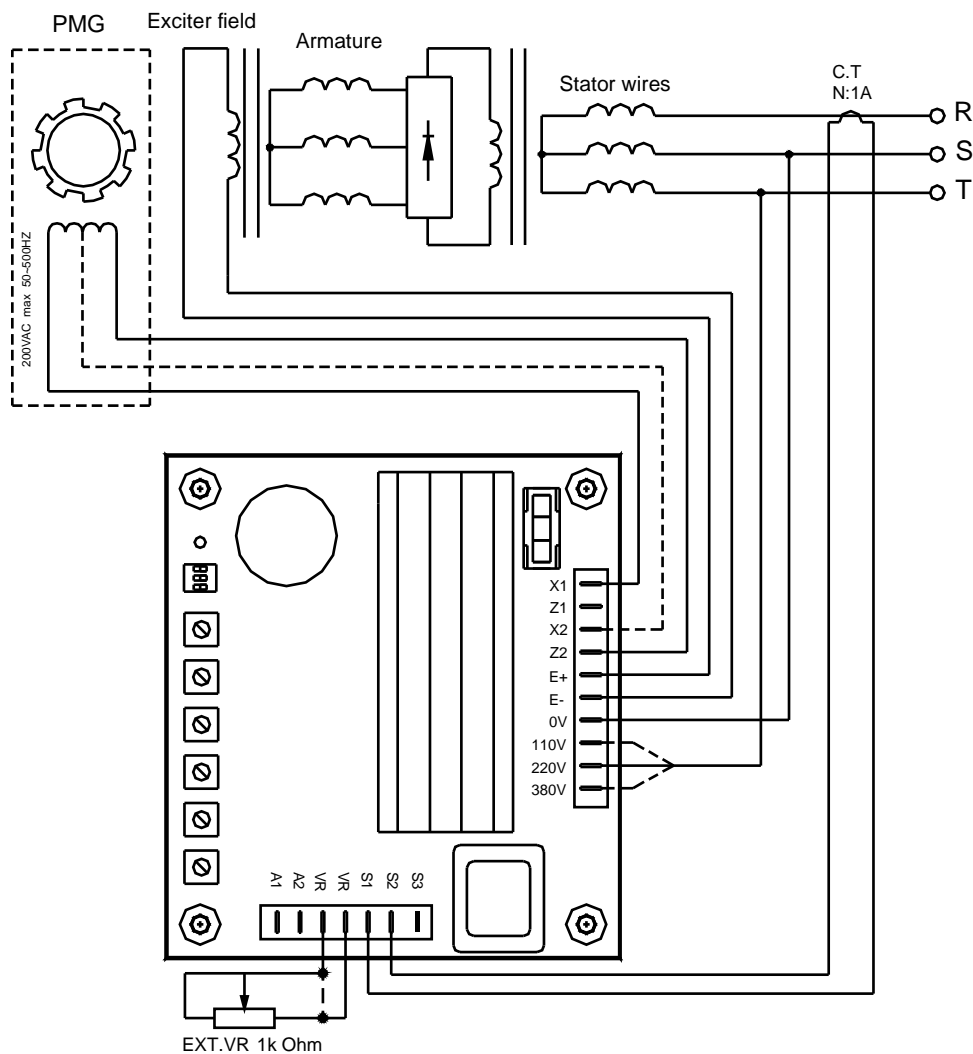 PMG
Exciter field
Armature
Stator wires
C.T
N:1A
R
S
T
200VAC max 50~500HZ
X1
Z1
X2
Z2
E+
E-
0V
110V
220V
380V
A1
A2
VR
VR
S1
S2
S3
EXT.VR 1k Ohm